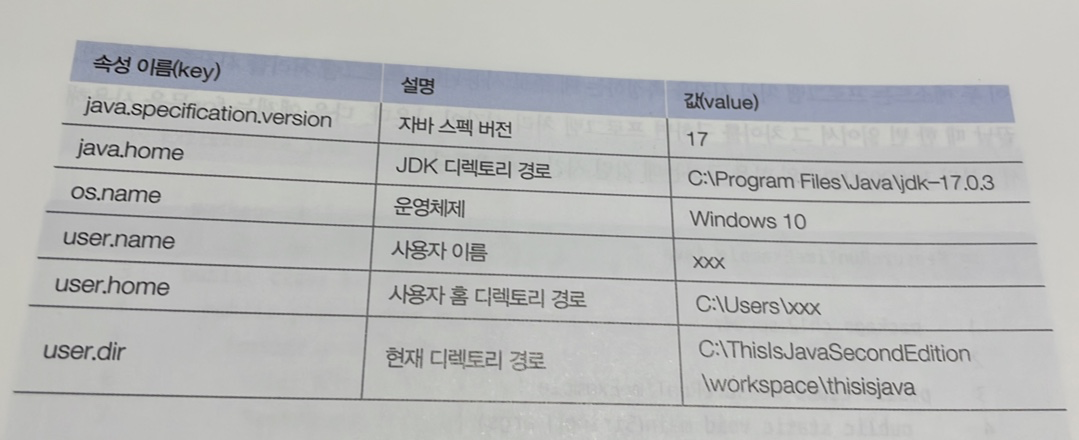 속성 이름(key) 설명 값(value)
java.specification.version 자바 스펙 버전 17
java.home JDK 디렉토리 경로 C:\Program Files\Java\jdk-17.0.3
os.name 운영체제 Windows 10
user.name 사용자 이름 xxx
user.home 사용자 홈 디렉토리 경로 C:\Users\xxx
user.dir 현재 디렉토리 경로 C:\ThisIsJavaSecondEdition
\workspace\thisisjava